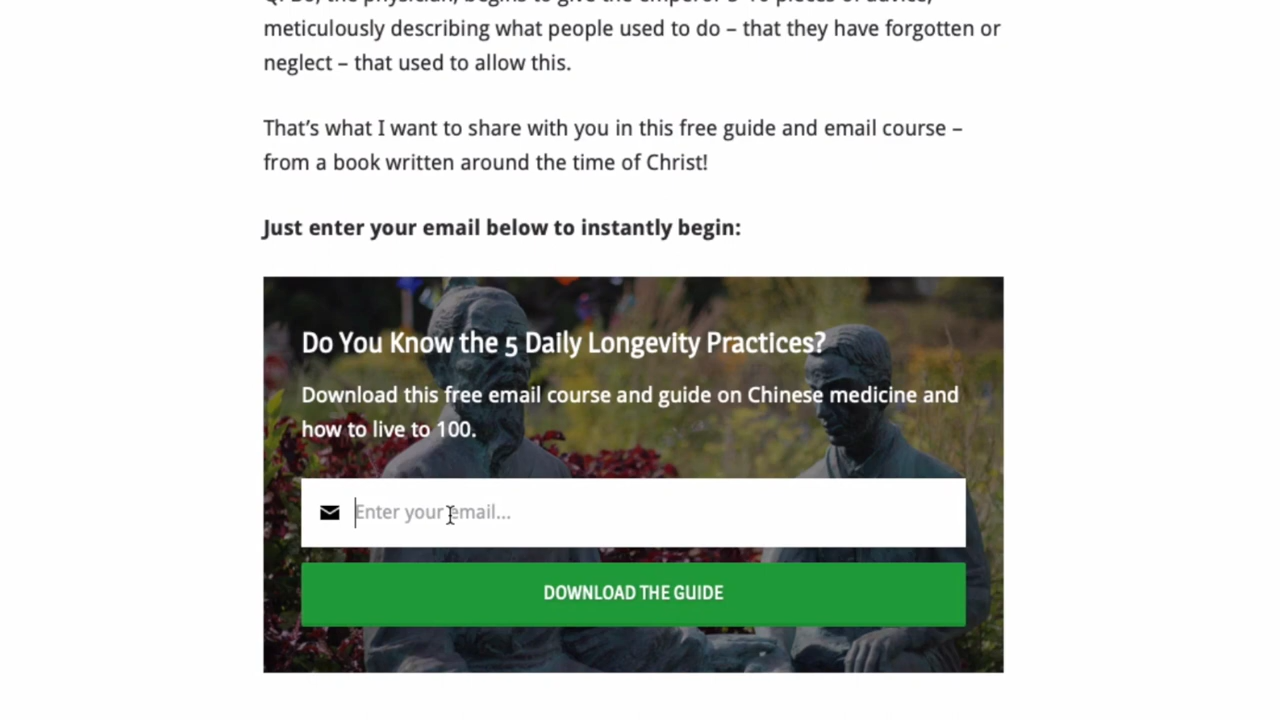 meticulously describing what people used to do – that they have forgotten or
neglect – that used to allow this.
That’s what I want to share with you in this free guide and email course –
from a book written around the time of Christ!
Just enter your email below to instantly begin:
Do You Know the 5 Daily Longevity Practices?
Download this free email course and guide on Chinese medicine and
how to live to 100.
Enter your email...
DOWNLOAD THE GUIDE